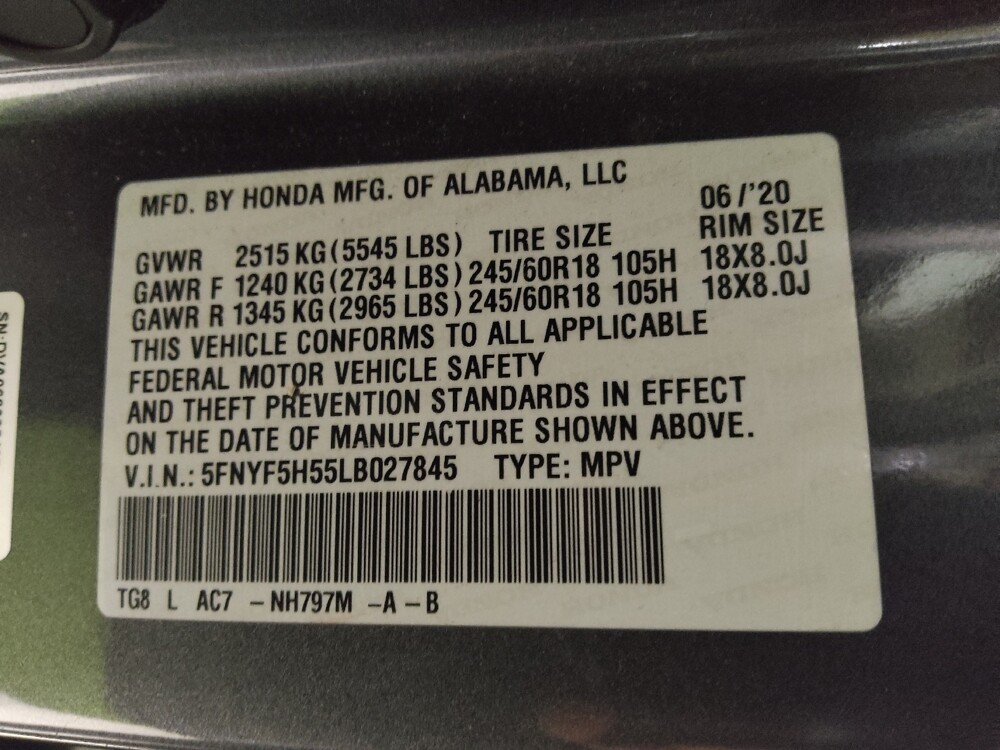 MFD. BY HONDA MFG. OF ALABAMA, LLC
06/'20
GVWR 2515 KG (5545 LBS) TIRE SIZE RIM SIZE
GAWR F 1240 KG (2734 LBS) 245/60R18 105H 18X8.0J
GAWR R 1345 KG (2965 LBS) 245/60R18 105H 18X8.0J
THIS VEHICLE CONFORMS TO ALL APPLICABLE
FEDERAL MOTOR VEHICLE SAFETY
AND THEFT PREVENTION STANDARDS IN EFFECT
ON THE DATE OF MANUFACTURE SHOWN ABOVE.
V.I.N.: 5FNYF5H55LB027845 TYPE: MPV
TG8 L AC7 -NH797M -A-B